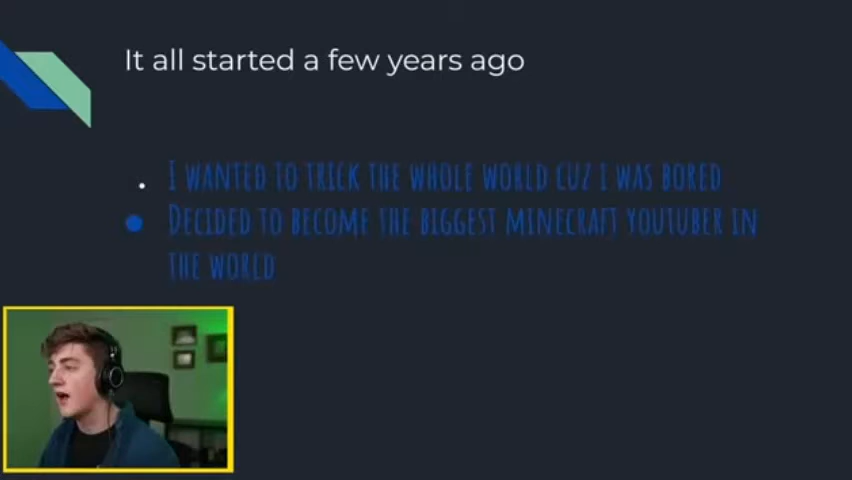 It all started a few years ago
I WANTED TO TRICK THE WHOLE WORLD CUZ I WAS BORED
DECIDED TO BECOME THE BIGGEST MINECRAFT YOUTUBER IN
THE WORLD